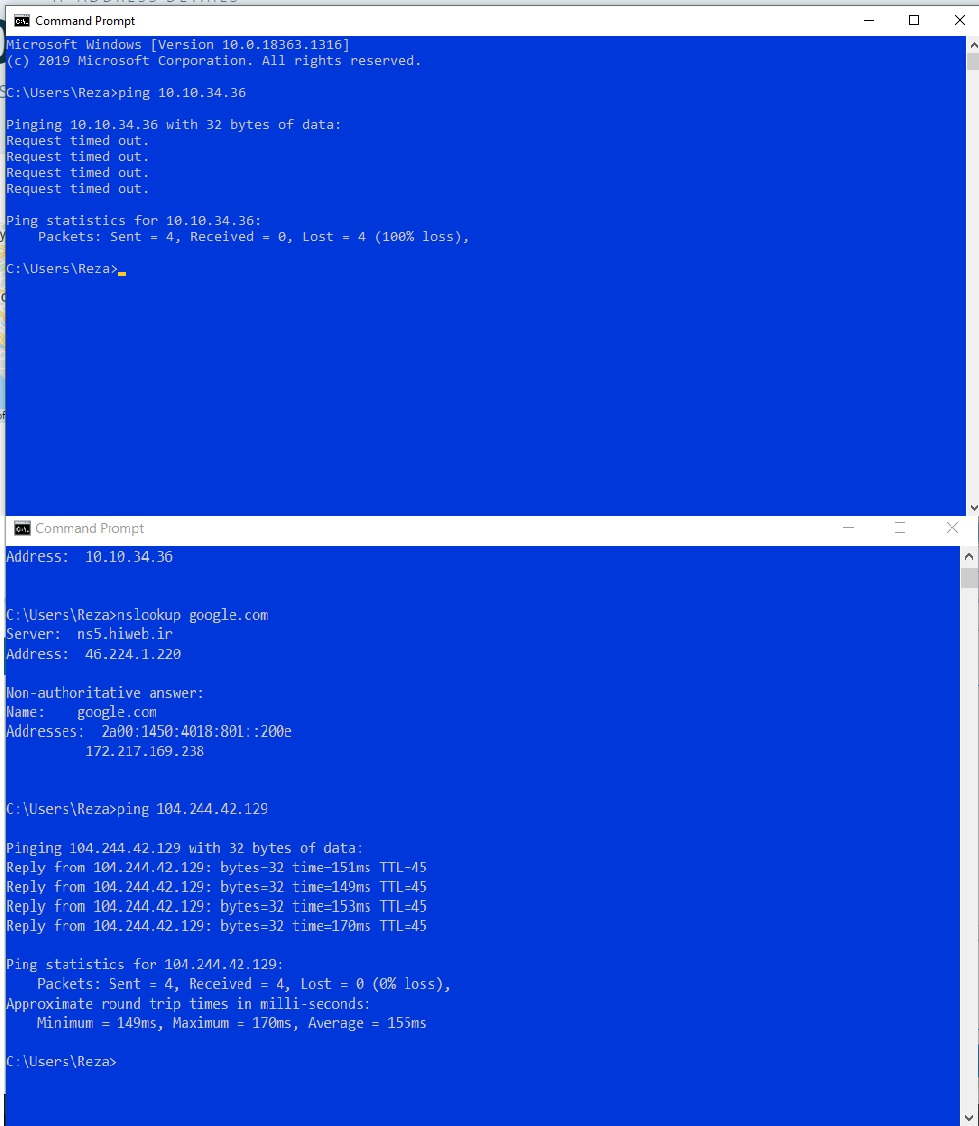 IP ADDRESS DETAILS
Command Prompt
Microsoft Windows [Version 10.0.18363.1316]
(c) 2019 Microsoft Corporation. All rights reserved.
C:\Users\Reza>ping 10.10.34.36
Pinging 10.10.34.36 with 32 bytes of data:
Request timed out.
Request timed out.
Request timed out.
Request timed out.
Ping statistics for 10.10.34.36:
Packets: Sent = 4, Received = 0, Lost = 4 (100% loss),
C:\Users\Reza>
Command Prompt
Address: 10.10.34.36
C:\Users\Reza>nslookup google.com
Server: ns5.hiweb.ir
Address: 46.224.1.220
Non-authoritative answer:
Name: google.com
Addresses: 2a00:1450:4018:801::200e
172.217.169.238
C:\Users\Reza>ping 104.244.42.129
Pinging 104.244.42.129 with 32 bytes of data:
Reply from 104.244.42.129: bytes=32 time=151ms TTL=45
Reply from 104.244.42.129: bytes=32 time=149ms TTL=45
Reply from 104.244.42.129: bytes=32 time=153ms TTL=45
Reply from 104.244.42.129: bytes=32 time=170ms TTL=45
Ping statistics for 104.244.42.129:
Packets: Sent = 4, Received = 4, Lost = 0 (0% loss),
Approximate round trip times in milli-seconds:
Minimum = 149ms, Maximum = 170ms, Average = 155ms
C:\Users\Reza>